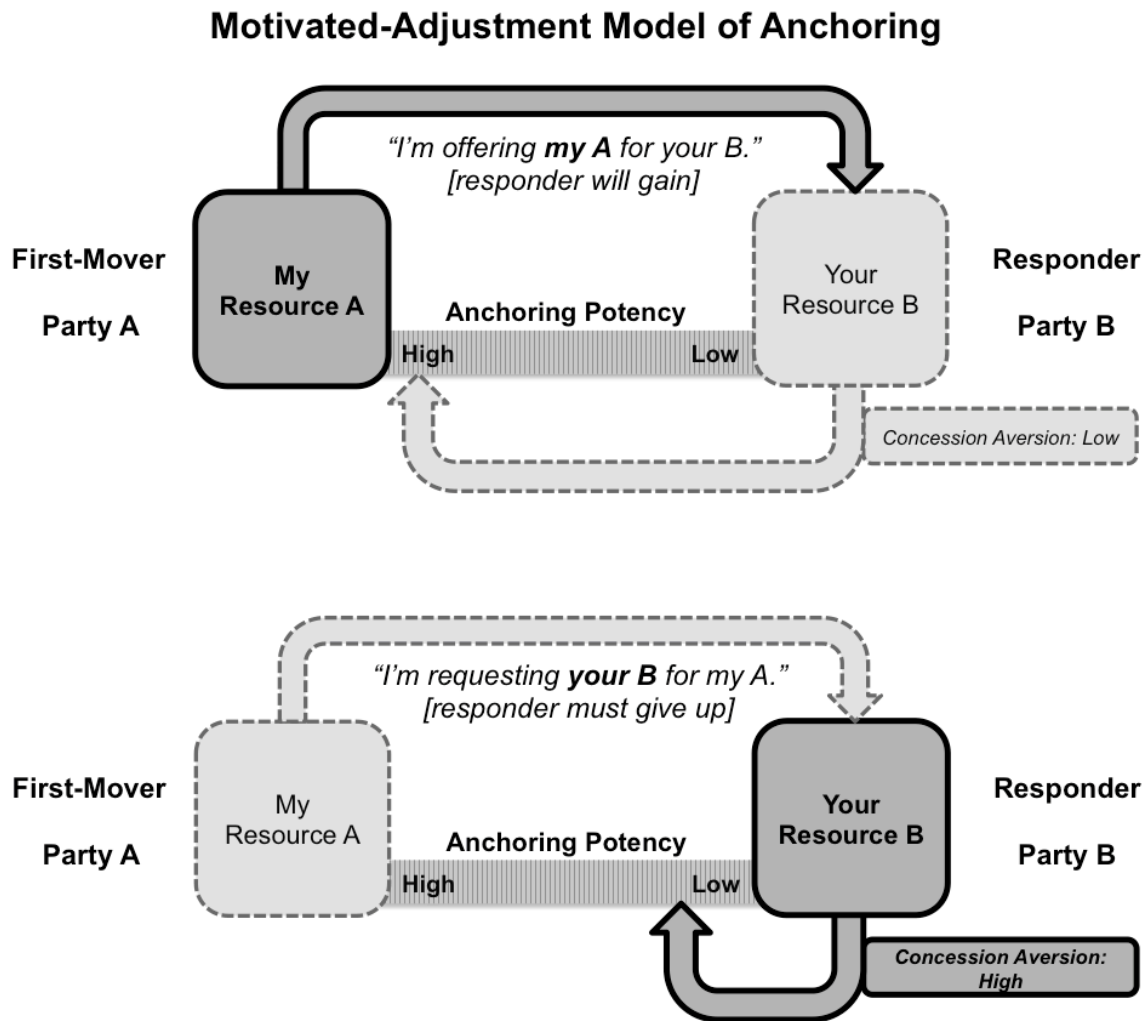 Motivated-Adjustment Model of Anchoring
“I’m offering my A for your B.”
[responder will gain]
First-Mover
Party A
My
Resource A
Anchoring Potency
High
Low
Your
Resource B
Responder
Party B
Concession Aversion: Low
“I’m requesting your B for my A.”
[responder must give up]
First-Mover
Party A
My
Resource A
Anchoring Potency
High
Low
Your
Resource B
Responder
Party B
Concession Aversion:
High